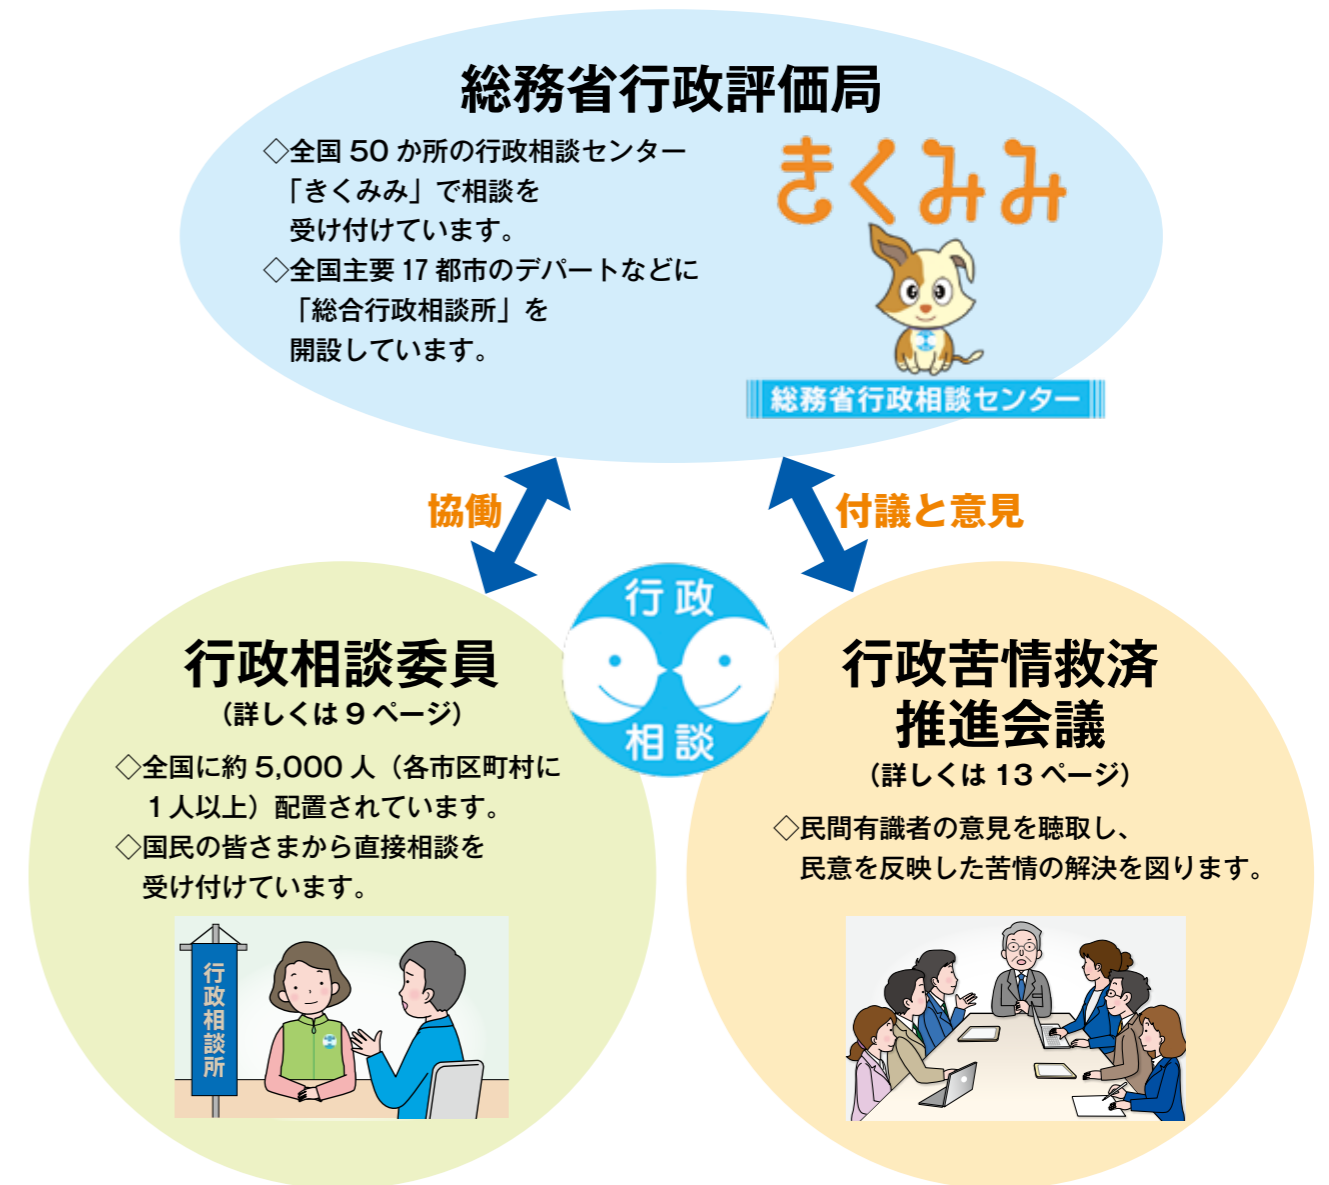 総務省行政評価局
◇全国 50 か所の行政相談センター
「きくみみ」で相談を
受け付けています。
◇全国主要 17 都市のデパートなどに
「総合行政相談所」を
開設しています。
きくみみ
総務省行政相談センター
協働
付議と意見
行政
相談
行政相談委員
（詳しくは 9 ページ）
◇全国に約 5,000 人（各市区町村に
1 人以上）配置されています。
◇国民の皆さまから直接相談を
受け付けています。
行政相談所
行政苦情救済
推進会議
（詳しくは 13 ページ）
◇民間有識者の意見を聴取し、
民意を反映した苦情の解決を図ります。